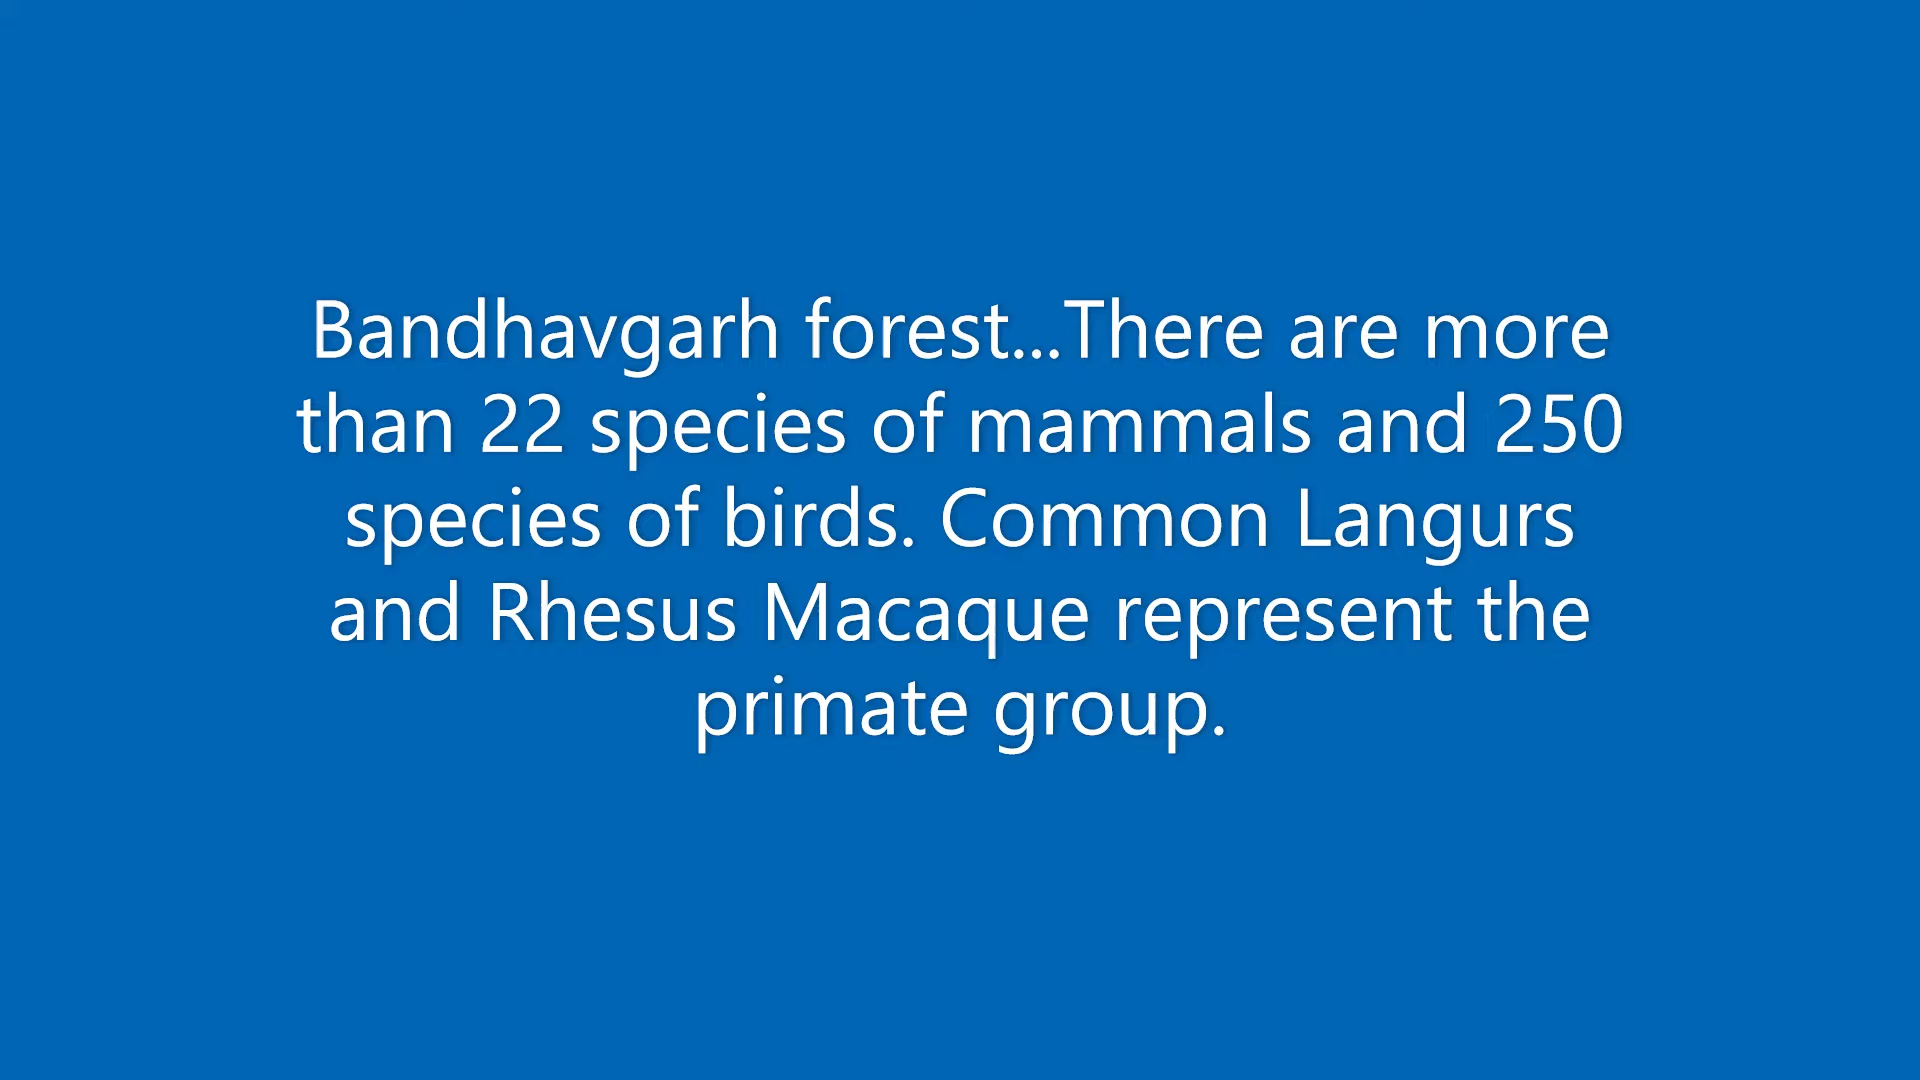 Bandhavgarh forest...There are more
than 22 species of mammals and 250
species of birds. Common Langurs
and Rhesus Macaque represent the
primate group.